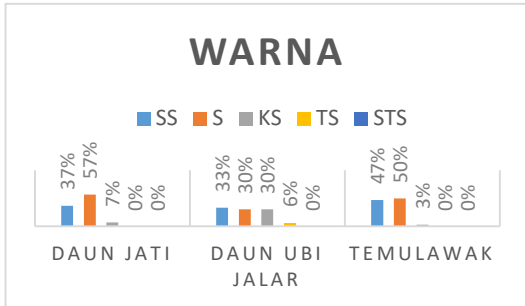 WARNA
SS S KS TS STS
37% 57% 7% 0% 0% 33% 30% 30% 6% 0% 47% 50% 3% 0% 0%
DAUN JATI DAUN UBI JALAR TEMULAWAK